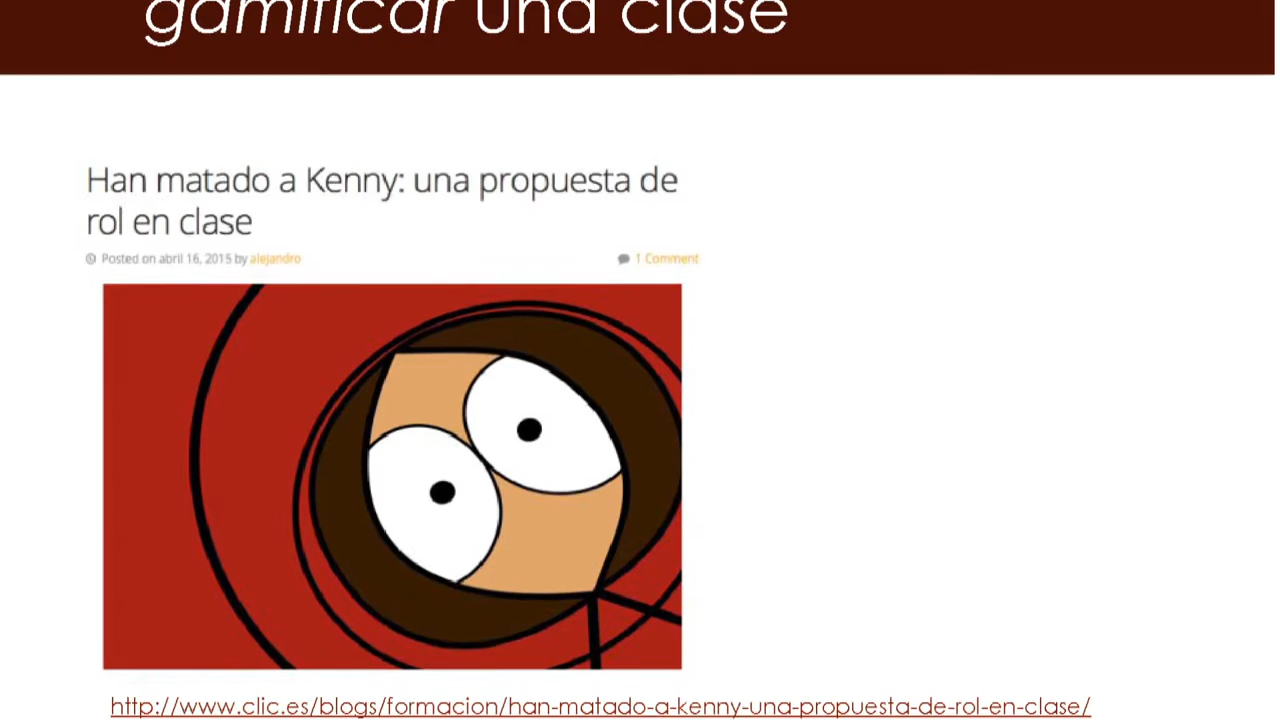 gamificar una clase
Han matado a Kenny: una propuesta de
rol en clase
Posted on abril 16, 2015 by alejandro
1 Comment
http://www.clic.es/blogs/formacion/han-matado-a-kenny-una-propuesta-de-rol-en-clase/